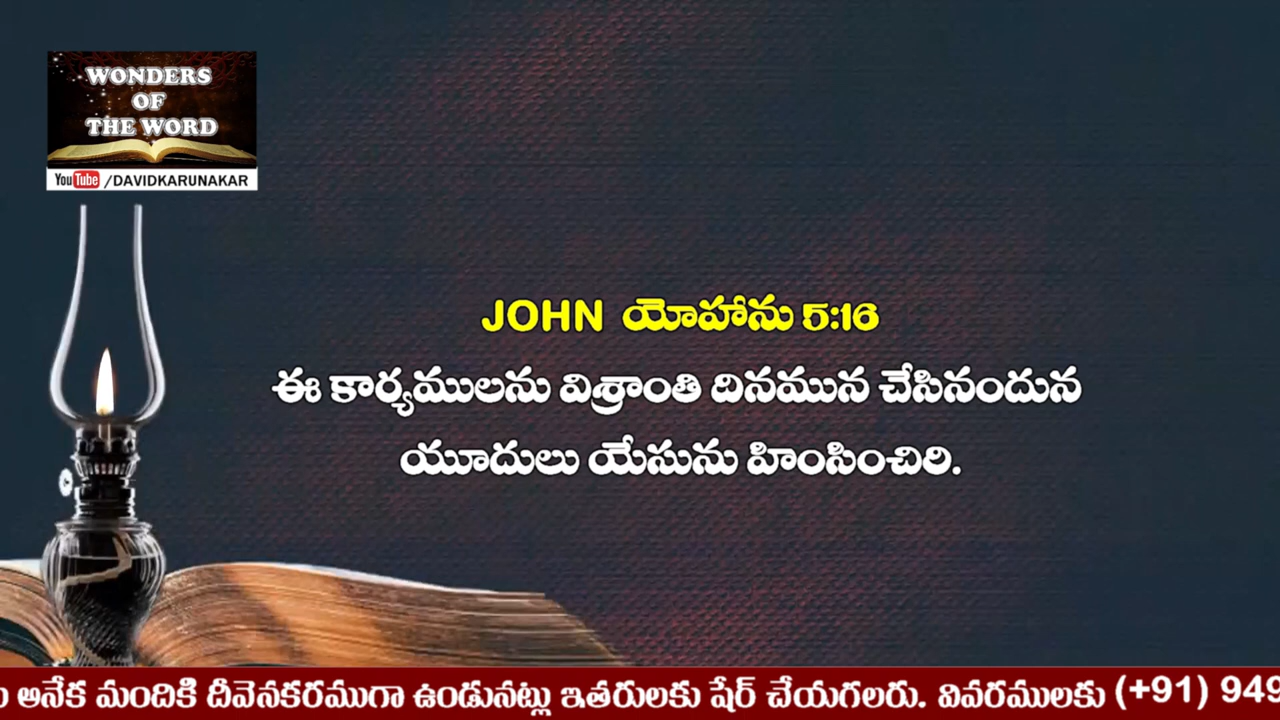 WONDERS
OF
THE WORD
YouTube /DAVIDKARUNAKAR
JOHN యోహాను 5:16
ఈ కార్యములను విశ్రాంతి దినమున చేసినందున
యూదులు యేసును హింసించిరి.
అనేక మందికి దీవెనకరముగా ఉండునట్లు ఇతరులకు షేర్ చేయగలరు. వివరములకు (+91) 949